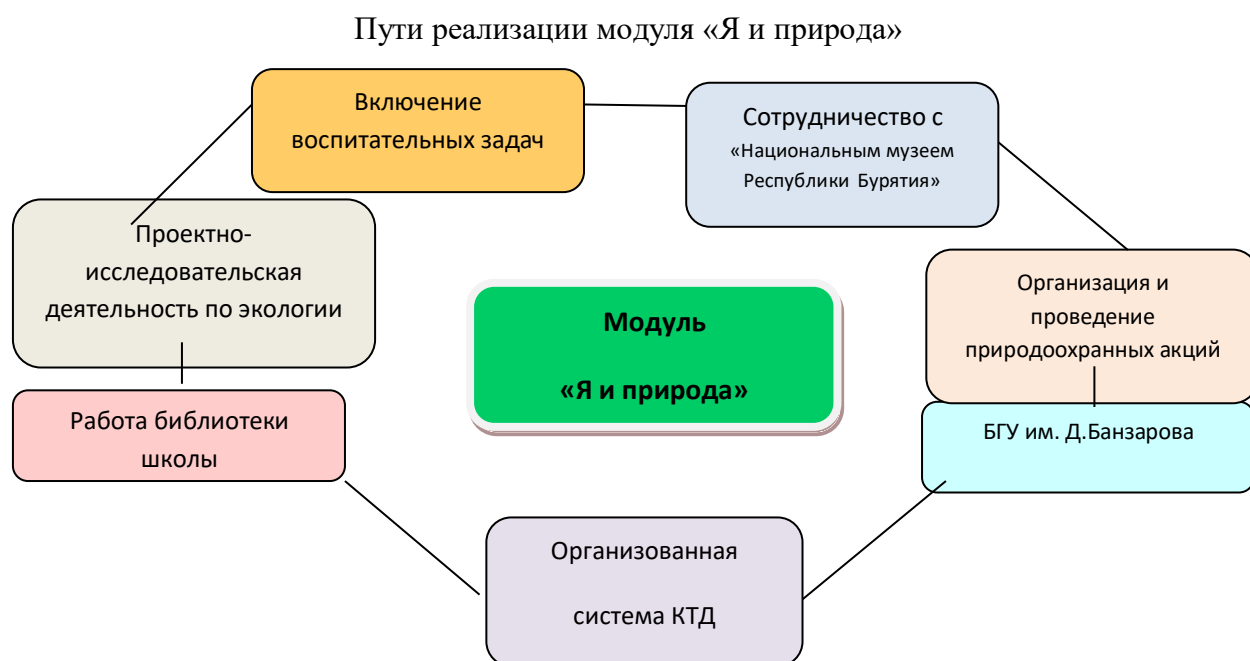 Пути реализации модуля «Я и природа»
Включение
воспитательных задач
Сотрудничество с
«Национальным музеем
Республики Бурятия»
Проектно-
исследовательская
деятельность по экологии
Модуль
«Я и природа»
Организация и
проведение
природоохранных акций
Работа библиотеки
школы
БГУ им. Д.Банзарова
Организованная
система КТД